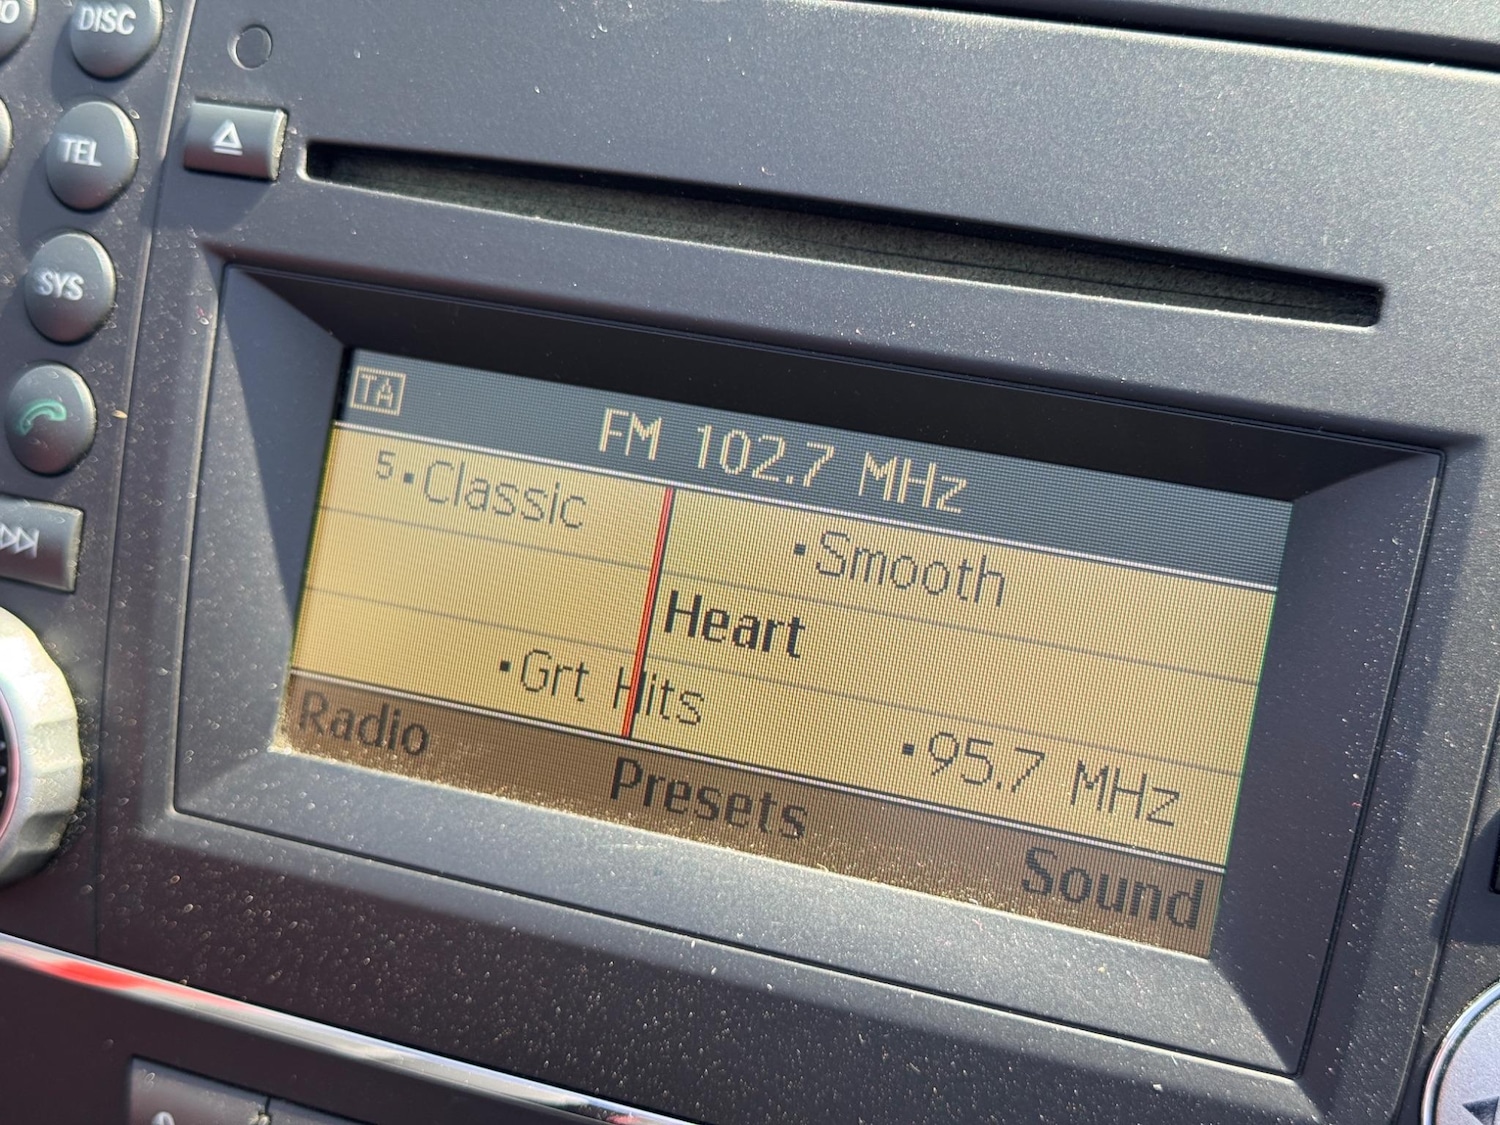 DISC
TEL
SYS
TA
FM 102.7 MHz
5 Classic
Smooth
Heart
Grt Hits
95.7 MHz
Radio
Presets
Sound